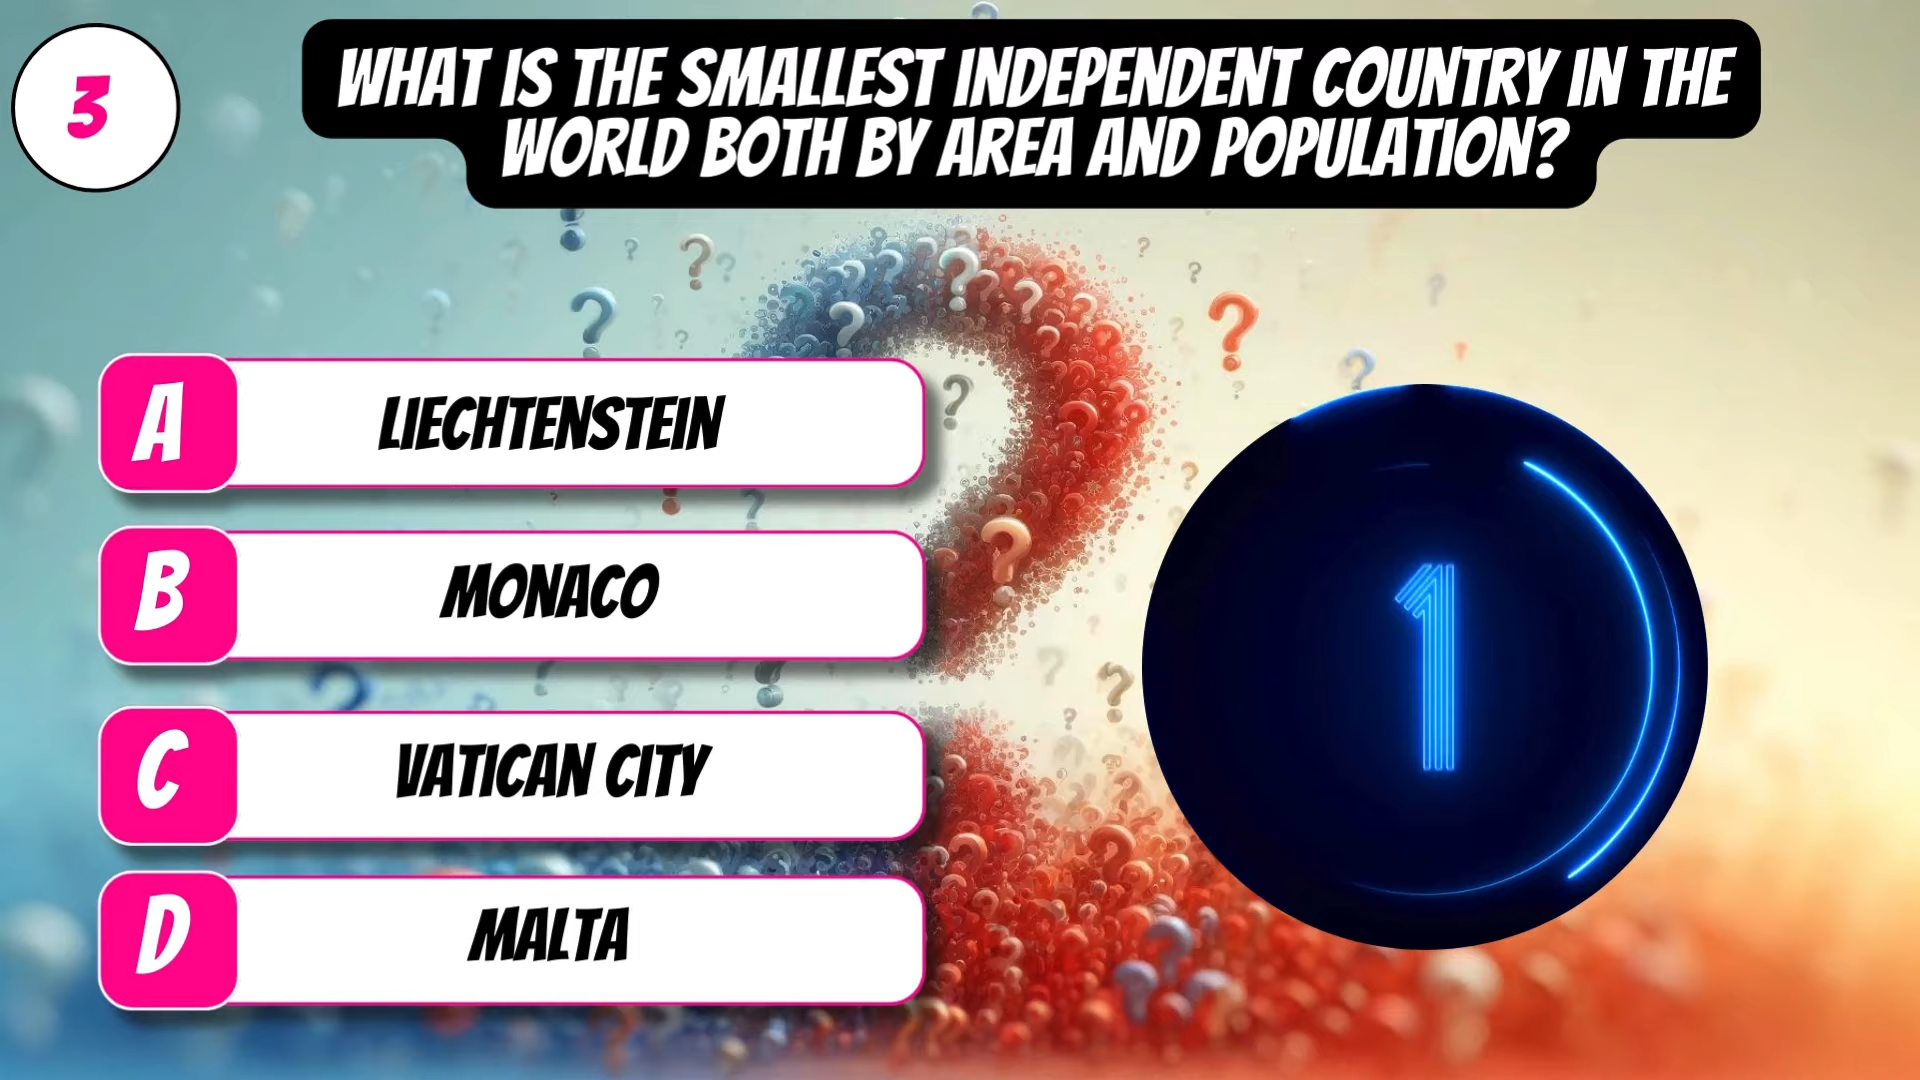 3
WHAT IS THE SMALLEST INDEPENDENT COUNTRY IN THE
WORLD BOTH BY AREA AND POPULATION?
A
LIECHTENSTEIN
B
MONACO
C
VATICAN CITY
D
MALTA
1